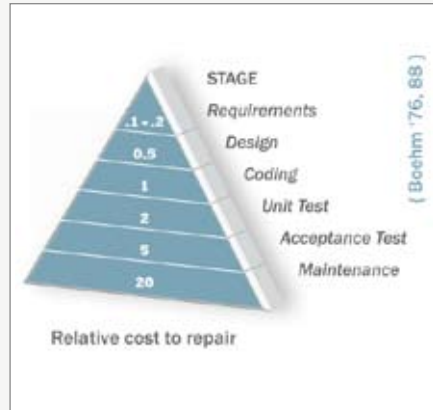 STAGE
.1 - .2
Requirements
0.5
Design
1
Coding
2
Unit Test
5
Acceptance Test
20
Maintenance
Relative cost to repair
( Boehm '76, 88 )